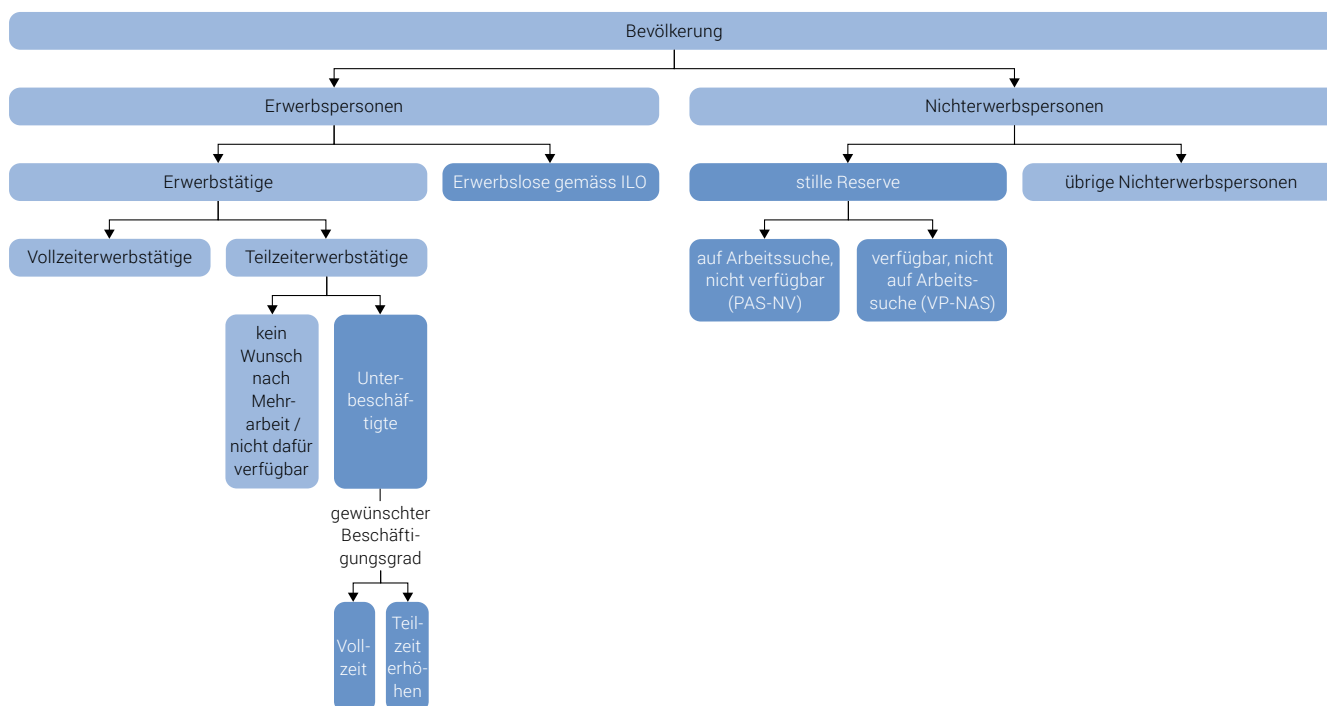 Bevölkerung
Erwerbspersonen
Nichterwerbspersonen
Erwerbstätige
Erwerbslose gemäss ILO
stille Reserve
übrige Nichterwerbspersonen
Vollzeiterwerbstätige
Teilzeiterwerbstätige
auf Arbeitssuche,
nicht verfügbar
(PAS-NV)
verfügbar, nicht
auf Arbeits-
suche (VP-NAS)
kein
Wunsch
nach
Mehr-
arbeit /
nicht dafür
verfügbar
Unter-
beschäf-
tigte
gewünschter
Beschäfti-
gungsgrad
Voll-
zeit
Teil-
zeit
erhö-
hen